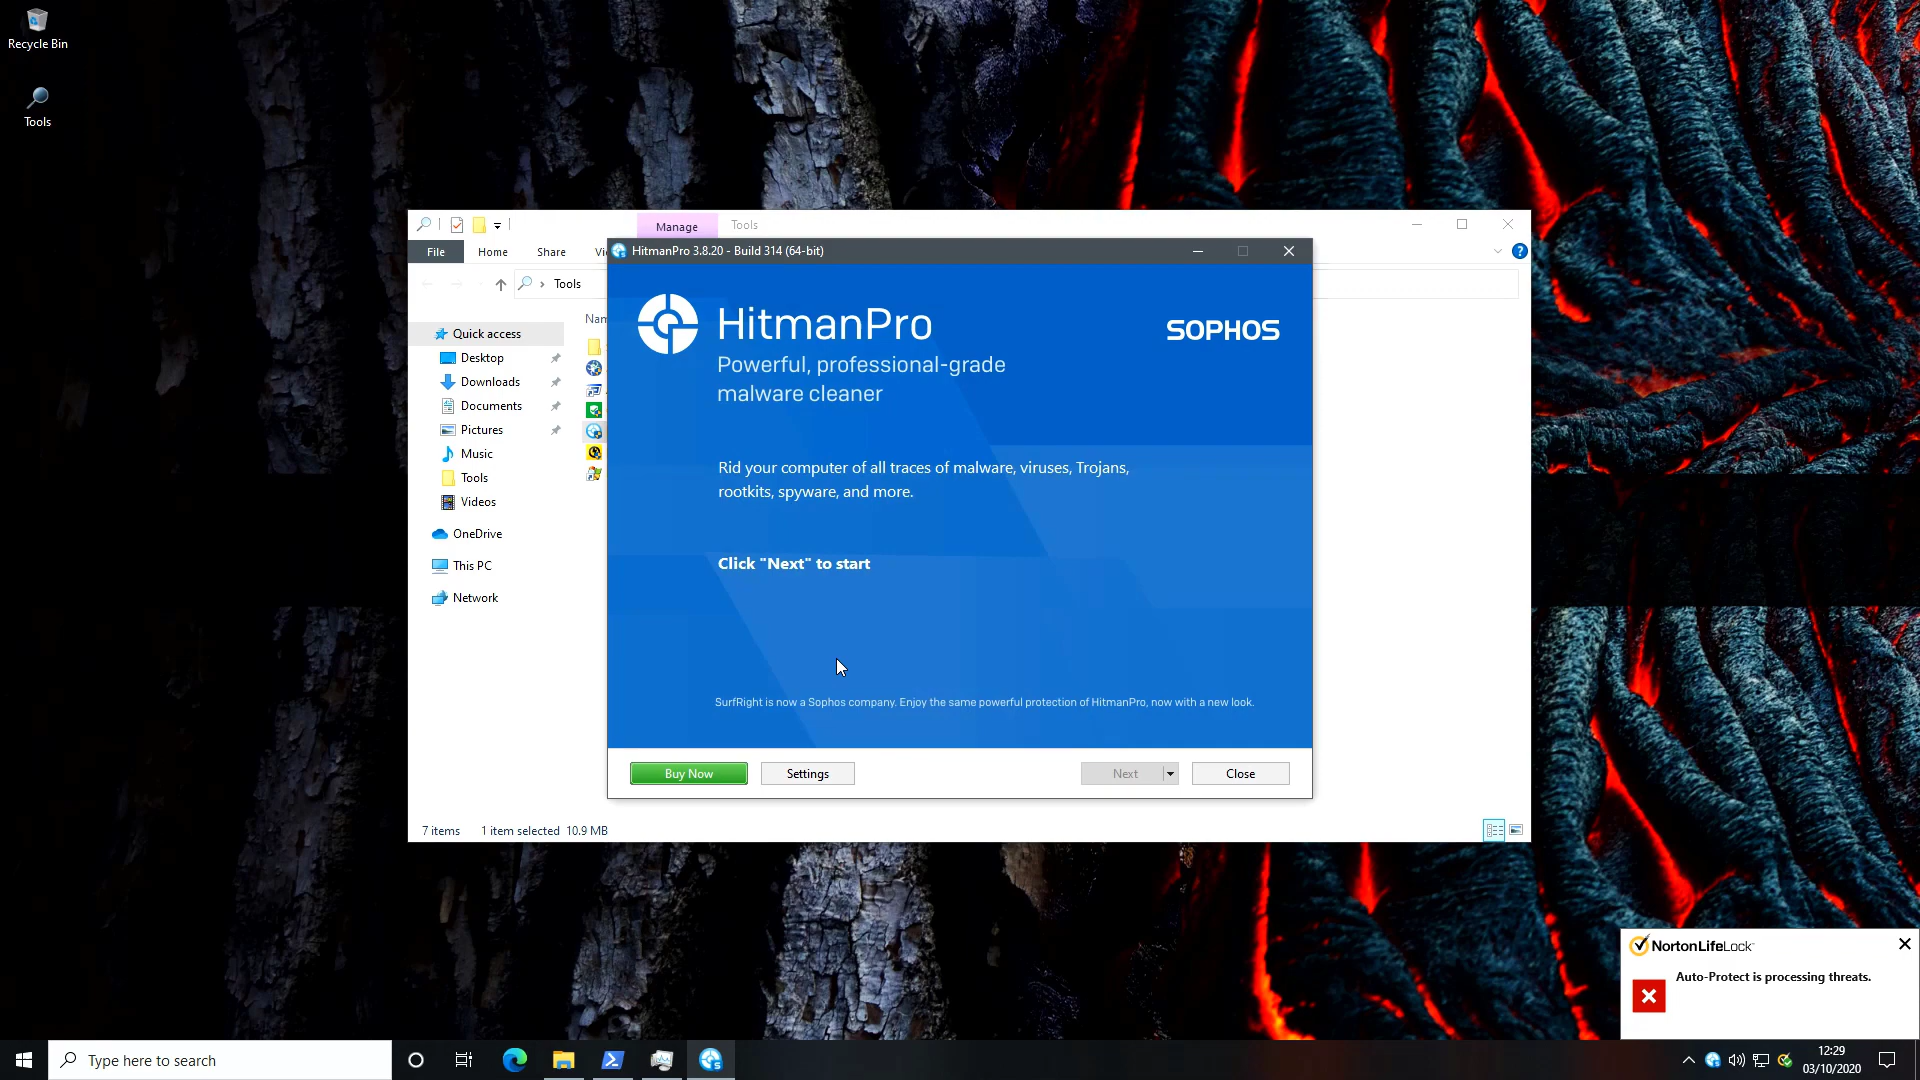 Recycle Bin
Tools
Manage
Tools
File
Home
Share
Vi
HitmanPro 3.8.20 - Build 314 (64-bit)
Tools
Nam
Quick access
Desktop
Downloads
Documents
Pictures
Music
Tools
Videos
OneDrive
This PC
Network
HitmanPro
Powerful, professional-grade
malware cleaner
SOPHOS
Rid your computer of all traces of malware, viruses, Trojans,
rootkits, spyware, and more.
Click "Next" to start
SurfRight is now a Sophos company. Enjoy the same powerful protection of HitmanPro, now with a new look.
Buy Now
Settings
Next
Close
7 items
1 item selected 10.9 MB
NortonLifeLock
Auto-Protect is processing threats.
Type here to search
12:29
03/10/2020